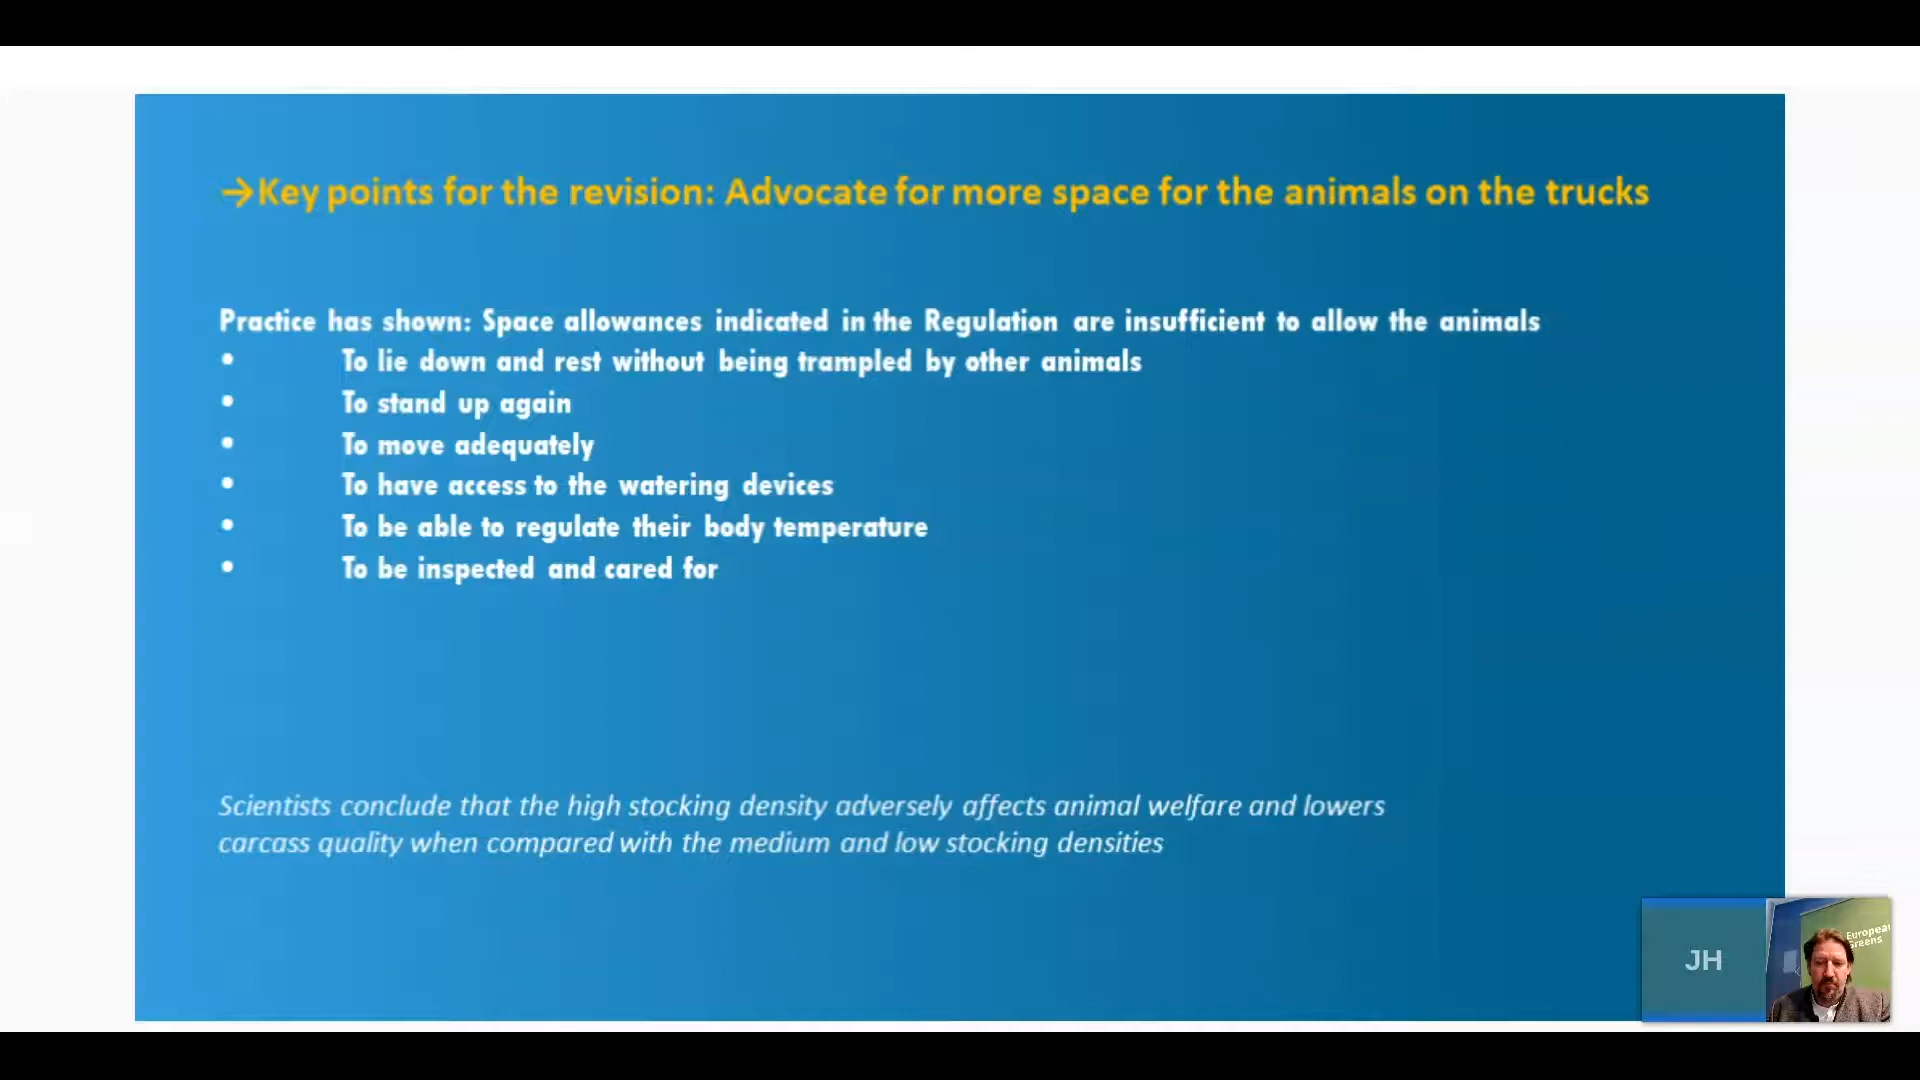 →Key points for the revision: Advocate for more space for the animals on the trucks
Practice has shown: Space allowances indicated in the Regulation are insufficient to allow the animals
• To lie down and rest without being trampled by other animals
• To stand up again
• To move adequately
• To have access to the watering devices
• To be able to regulate their body temperature
• To be inspected and cared for
Scientists conclude that the high stocking density adversely affects animal welfare and lowers
carcass quality when compared with the medium and low stocking densities
JH
European
Greens